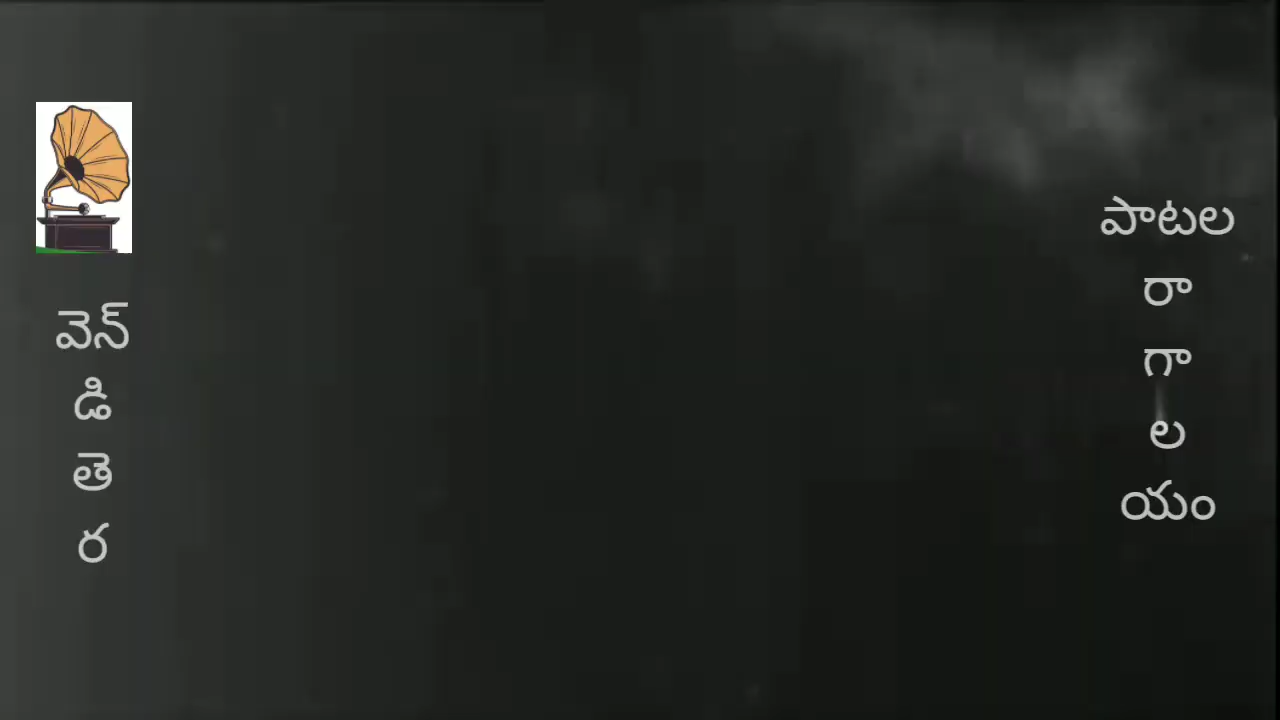 వెన్
డి
తె
ర
పాటల
రా
గా
ల
యం